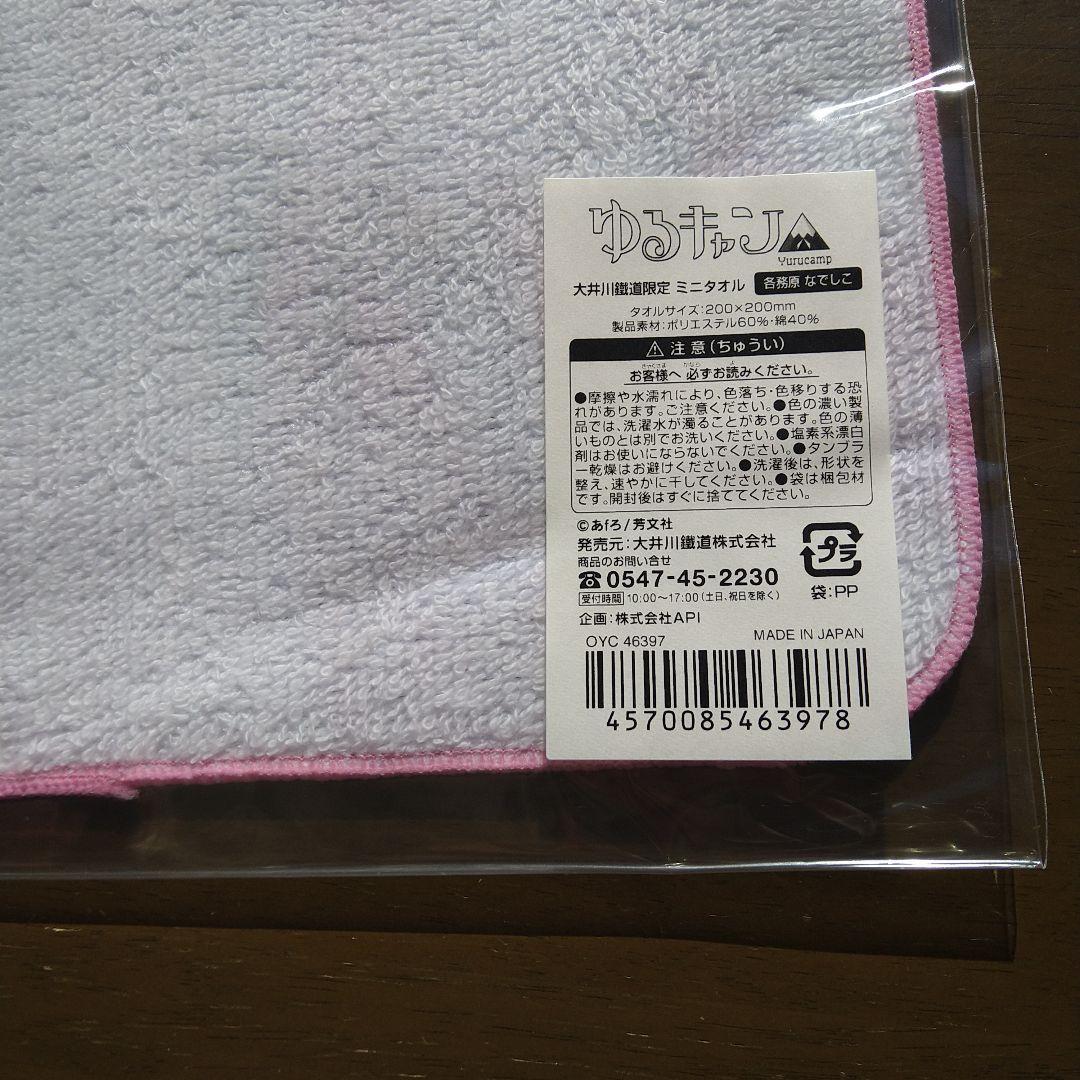 ゆるキャン△
Yurucamp
大井川鐵道限定 ミニタオル 各務原 なでしこ
タオルサイズ:200×200mm
製品素材:ポリエステル60%・綿40%
⚠ 注意(ちゅうい)
お客様へ 必ずお読みください。
●摩擦や水濡れにより、色落ち・色移りする恐
れがあります。ご注意ください。●色の濃い製
品では、洗濯水が濁ることがあります。色の薄
いものとは別でお洗いください。●塩素系漂白
剤はお使いにならないでください。●タンブラ
ー乾燥はお避けください。●洗濯後は、形状を
整え、速やかに干してください。●袋は梱包材
です。開封後はすぐに捨ててください。
©あfろ/芳文社
発売元:大井川鐵道株式会社
商品のお問い合せ
☎0547-45-2230
受付時間 10:00〜17:00(土日、祝日を除く)
プラ
袋:PP
企画:株式会社API
OYC 46397 MADE IN JAPAN
4570085463978